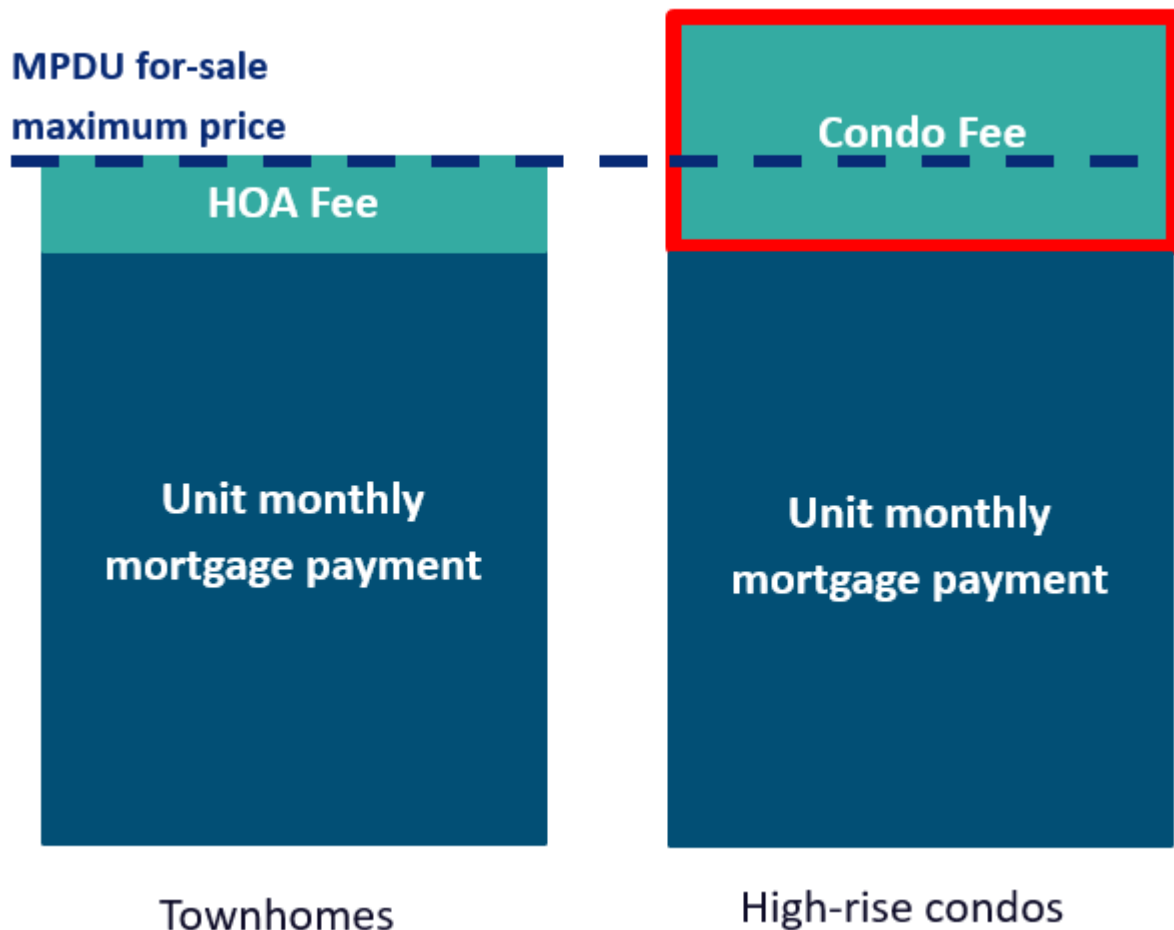 MPDU for-sale
maximum price
HOA Fee
Unit monthly
mortgage payment
Townhomes
Condo Fee
Unit monthly
mortgage payment
High-rise condos